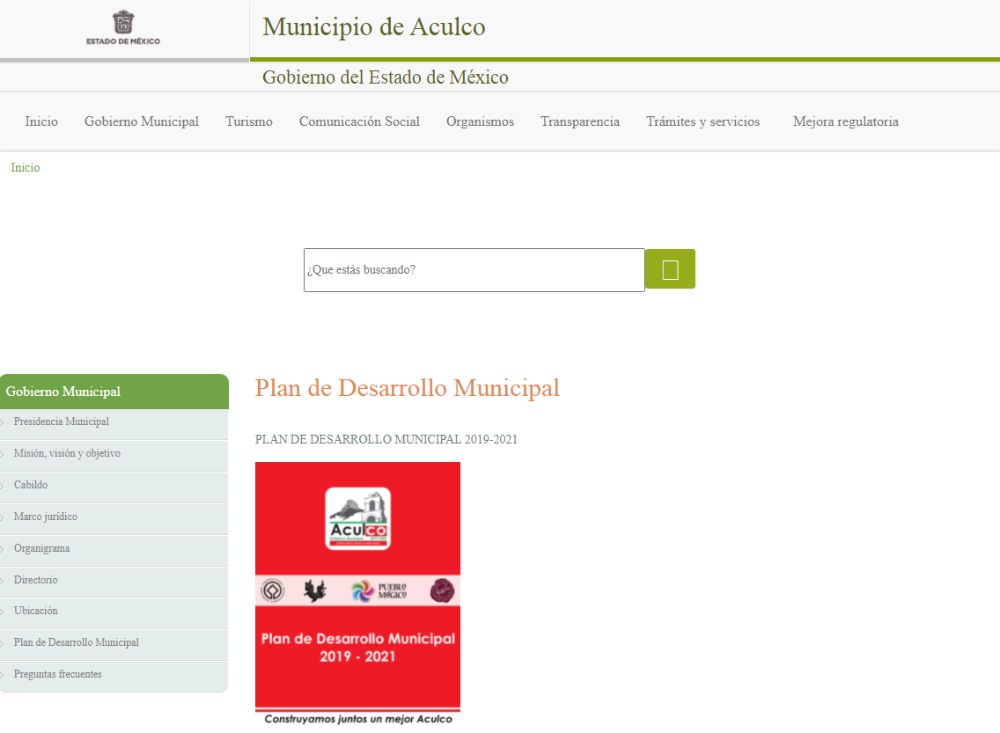 ESTADO DE MÉXICO
Municipio de Aculco
Gobierno del Estado de México
Inicio Gobierno Municipal Turismo Comunicación Social Organismos Transparencia Trámites y servicios Mejora regulatoria
Inicio
¿Que estás buscando?
Gobierno Municipal
Presidencia Municipal
Misión, visión y objetivo
Cabildo
Marco jurídico
Organigrama
Directorio
Ubicación
Plan de Desarrollo Municipal
Preguntas frecuentes
Plan de Desarrollo Municipal
PLAN DE DESARROLLO MUNICIPAL 2019-2021
Aculco
PUEBLO
MÁGICO
Plan de Desarrollo Municipal
2019 - 2021
Construyamos juntos un mejor Aculco